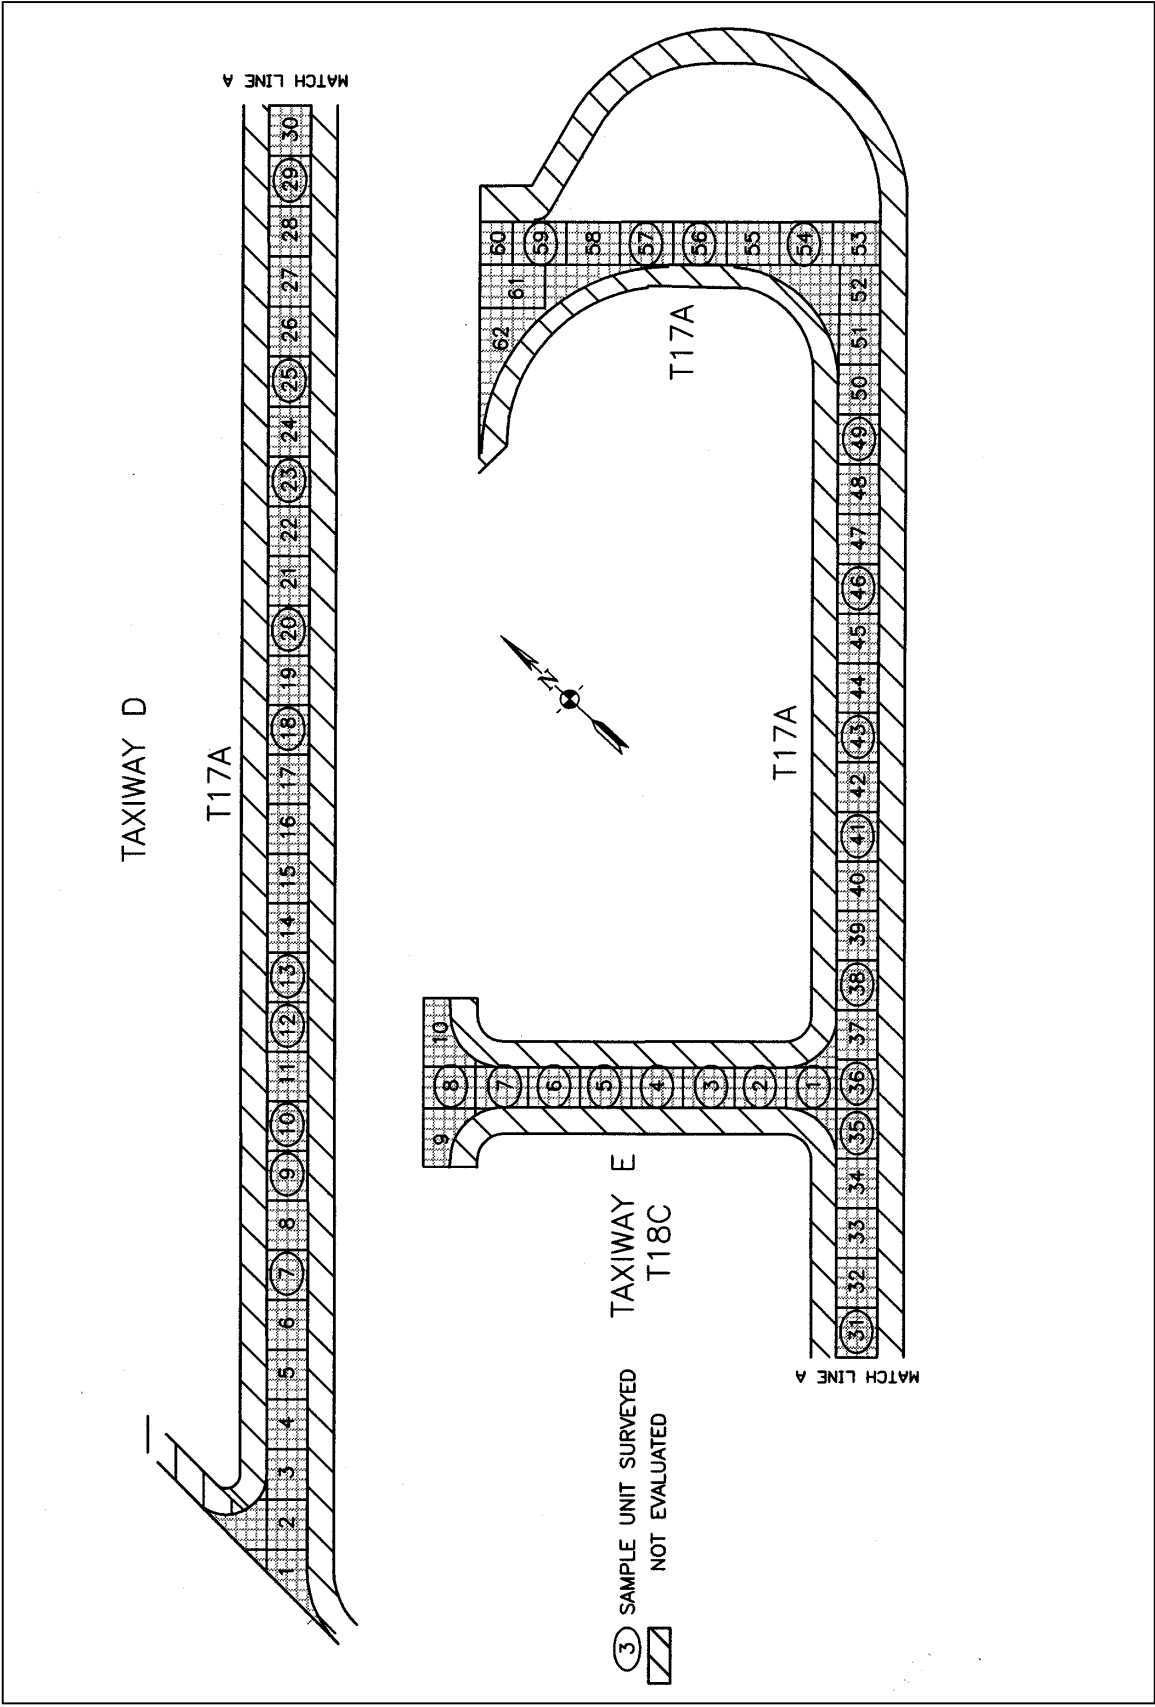 TAXIWAY D
T17A
MATCH LINE A
1 2 3 4 5 6 7 8 9 10 11 12 13 14 15 16 17 18 19 20 21 22 23 24 25 26 27 28 29 30
N
TAXIWAY E
T18C
1 2 3 4 5 6 7 8
9
10
T17A
T17A
MATCH LINE A
31 32 33 34 35 36 37 38 39 40 41 42 43 44 45 46 47 48 49 50 51 52
53 54 55 56 57 58 59 60
61
62
3 SAMPLE UNIT SURVEYED
NOT EVALUATED